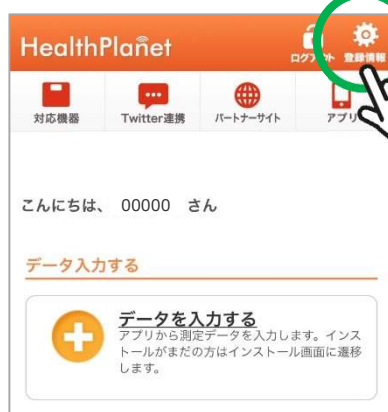 HealthPlanet
ログアウト 登録情報
対応機器 Twitter連携 パートナーサイト アプリ
こんにちは、 00000 さん
データ入力する
データを入力する
アプリから測定データを入力します。インス
トールがまだの方はインストール画面に遷移
します。